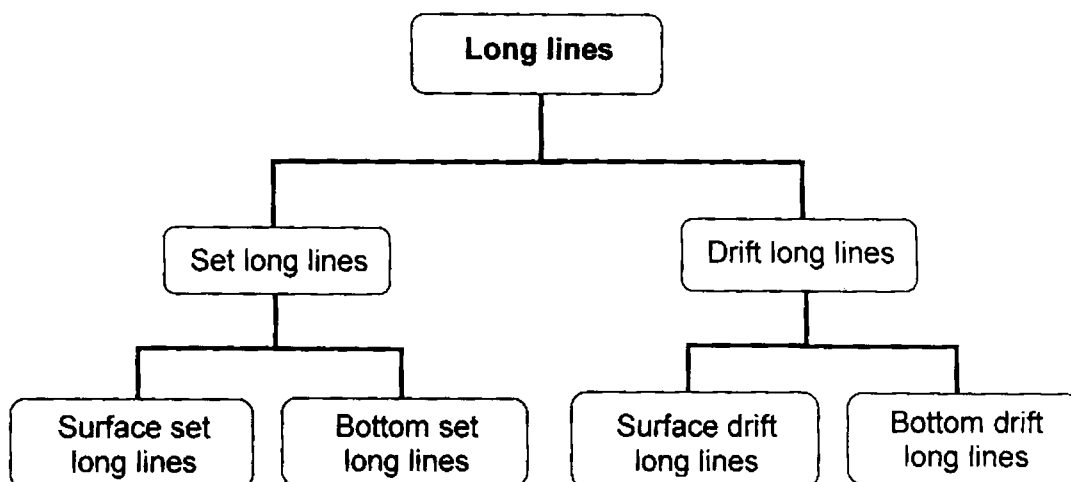 Long lines
Set long lines
Drift long lines
Surface set
long lines
Bottom set
long lines
Surface drift
long lines
Bottom drift
long lines